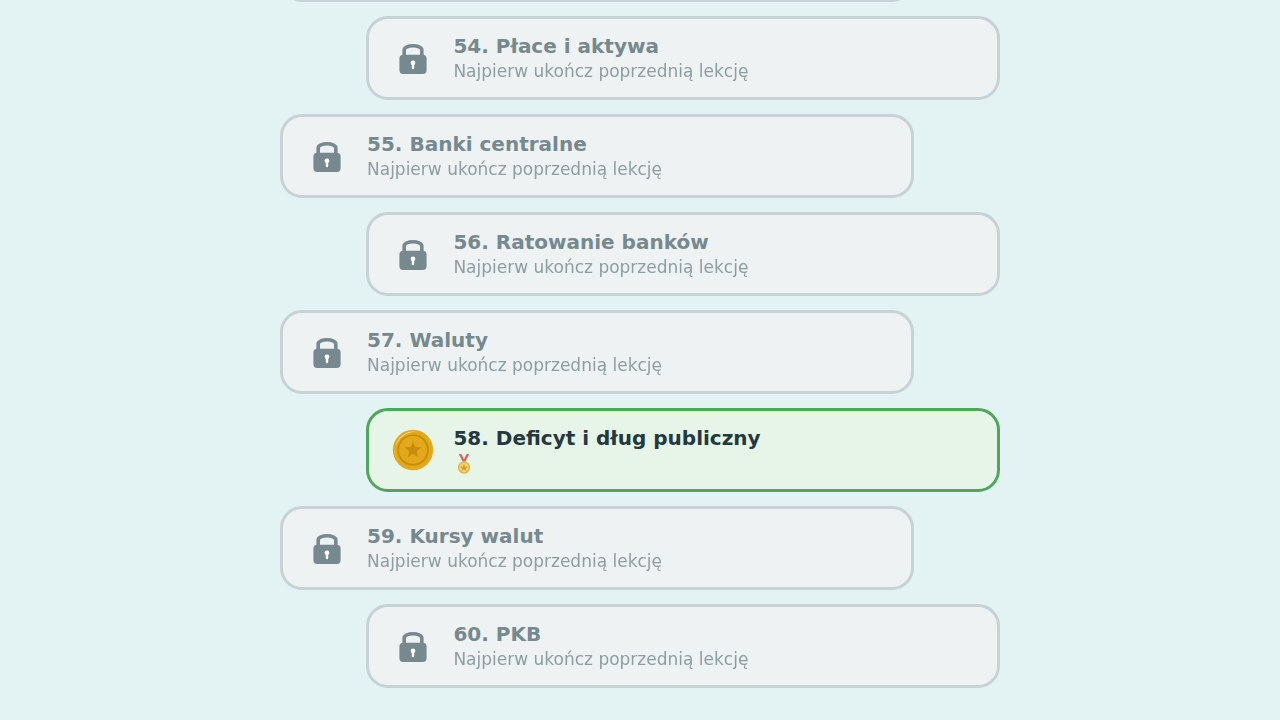 54. Płace i aktywa
Najpierw ukończ poprzednią lekcję
55. Banki centralne
Najpierw ukończ poprzednią lekcję
56. Ratowanie banków
Najpierw ukończ poprzednią lekcję
57. Waluty
Najpierw ukończ poprzednią lekcję
58. Deficyt i dług publiczny
59. Kursy walut
Najpierw ukończ poprzednią lekcję
60. PKB
Najpierw ukończ poprzednią lekcję